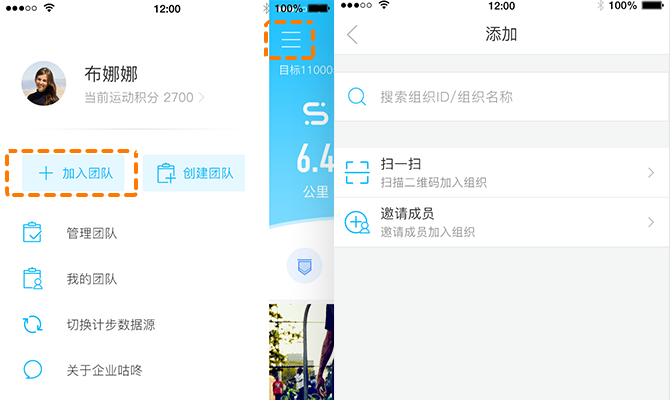 12:00
布娜娜
当前运动积分 2700
加入团队
创建团队
管理团队
我的团队
切换计步数据源
关于企业咕咚
100%
目标11000
6.4
公里
12:00
100%
添加
搜索组织ID/组织名称
扫一扫
扫描二维码加入组织
邀请成员
邀请成员加入组织